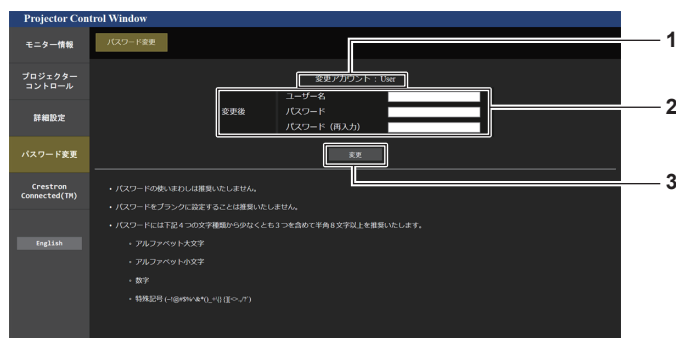 Projector Control Window
モニター情報
プロジェクター
コントロール
詳細設定
パスワード変更
Crestron
Connected(TM)
English
パスワード変更
変更アカウント : User
変更後
ユーザー名
パスワード
パスワード (再入力)
変更
1
2
3
• パスワードの使いまわしは推奨いたしません。
• パスワードをブランクに設定することは推奨いたしません。
• パスワードには下記4つの文字種類から少なくとも3つを含めて半角8文字以上を推奨いたします。
• アルファベット大文字
• アルファベット小文字
• 数字
• 特殊記号